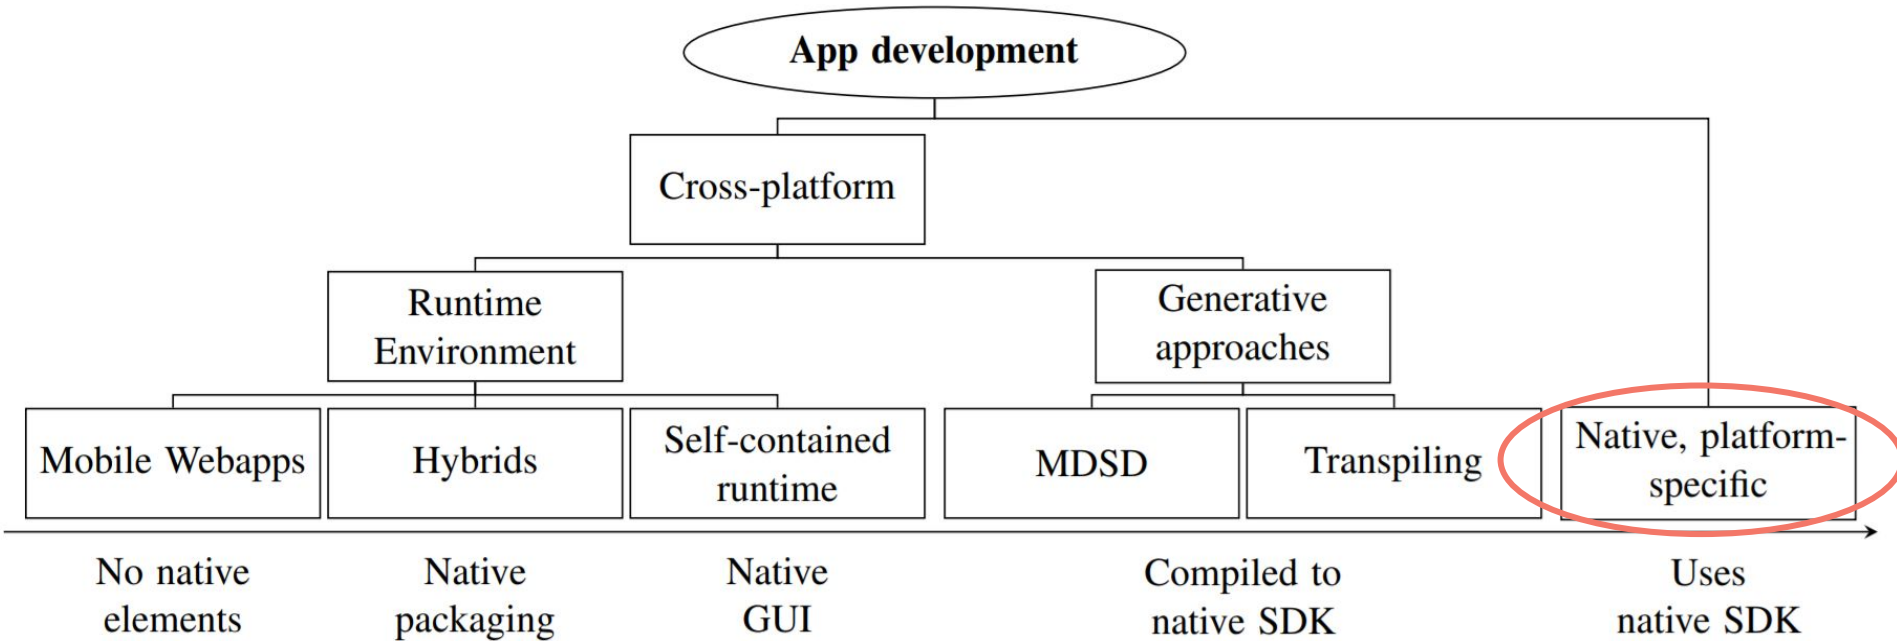 App development
Cross-platform
Runtime
Environment
Generative
approaches
Mobile Webapps
Hybrids
Self-contained
runtime
MDSD
Transpiling
Native, platform-
specific
No native
elements
Native
packaging
Native
GUI
Compiled to
native SDK
Uses
native SDK